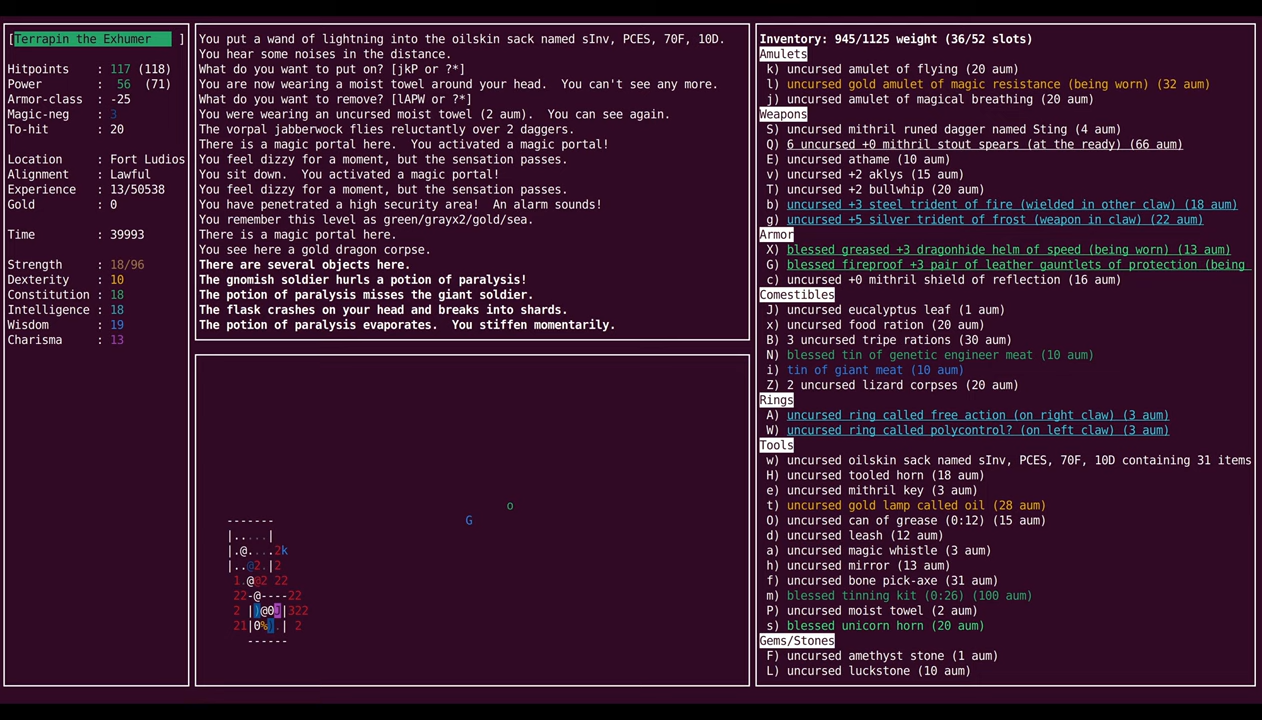 [Terrapin the Exhumer ]
Hitpoints : 117 (118)
Power : 56 (71)
Armor-class : -25
Magic-neg : 3
To-hit : 20
Location : Fort Ludios
Alignment : Lawful
Experience : 13/50538
Gold : 0
Time : 39993
Strength : 18/96
Dexterity : 10
Constitution : 18
Intelligence : 18
Wisdom : 19
Charisma : 13
You put a wand of lightning into the oilskin sack named sInv, PCES, 70F, 10D.
You hear some noises in the distance.
What do you want to put on? [jkP or ?*]
You are now wearing a moist towel around your head. You can't see any more.
What do you want to remove? [lAPW or ?*]
You were wearing an uncursed moist towel (2 aum). You can see again.
The vorpal jabberwock flies reluctantly over 2 daggers.
There is a magic portal here. You activated a magic portal!
You feel dizzy for a moment, but the sensation passes.
You sit down. You activated a magic portal!
You feel dizzy for a moment, but the sensation passes.
You have penetrated a high security area! An alarm sounds!
You remember this level as green/grayx2/gold/sea.
There is a magic portal here.
You see here a gold dragon corpse.
There are several objects here.
The gnomish soldier hurls a potion of paralysis!
The potion of paralysis misses the giant soldier.
The flask crashes on your head and breaks into shards.
The potion of paralysis evaporates. You stiffen momentarily.
o
G
-------
|.....|
|.@....2k
|..@2.|2
1.@@2 22
22-@----22
2 |)@0J|322
21|0%).| 2
------
Inventory: 945/1125 weight (36/52 slots)
Amulets
k) uncursed amulet of flying (20 aum)
l) uncursed gold amulet of magic resistance (being worn) (32 aum)
j) uncursed amulet of magical breathing (20 aum)
Weapons
S) uncursed mithril runed dagger named Sting (4 aum)
Q) 6 uncursed +0 mithril stout spears (at the ready) (66 aum)
E) uncursed athame (10 aum)
v) uncursed +2 aklys (15 aum)
T) uncursed +2 bullwhip (20 aum)
b) uncursed +3 steel trident of fire (wielded in other claw) (18 aum)
g) uncursed +5 silver trident of frost (weapon in claw) (22 aum)
Armor
X) blessed greased +3 dragonhide helm of speed (being worn) (13 aum)
G) blessed fireproof +3 pair of leather gauntlets of protection (being
c) uncursed +0 mithril shield of reflection (16 aum)
Comestibles
J) uncursed eucalyptus leaf (1 aum)
x) uncursed food ration (20 aum)
B) 3 uncursed tripe rations (30 aum)
N) blessed tin of genetic engineer meat (10 aum)
i) tin of giant meat (10 aum)
Z) 2 uncursed lizard corpses (20 aum)
Rings
A) uncursed ring called free action (on right claw) (3 aum)
W) uncursed ring called polycontrol? (on left claw) (3 aum)
Tools
w) uncursed oilskin sack named sInv, PCES, 70F, 10D containing 31 items
H) uncursed tooled horn (18 aum)
e) uncursed mithril key (3 aum)
t) uncursed gold lamp called oil (28 aum)
O) uncursed can of grease (0:12) (15 aum)
d) uncursed leash (12 aum)
a) uncursed magic whistle (3 aum)
h) uncursed mirror (13 aum)
f) uncursed bone pick-axe (31 aum)
m) blessed tinning kit (0:26) (100 aum)
P) uncursed moist towel (2 aum)
s) blessed unicorn horn (20 aum)
Gems/Stones
F) uncursed amethyst stone (1 aum)
L) uncursed luckstone (10 aum)